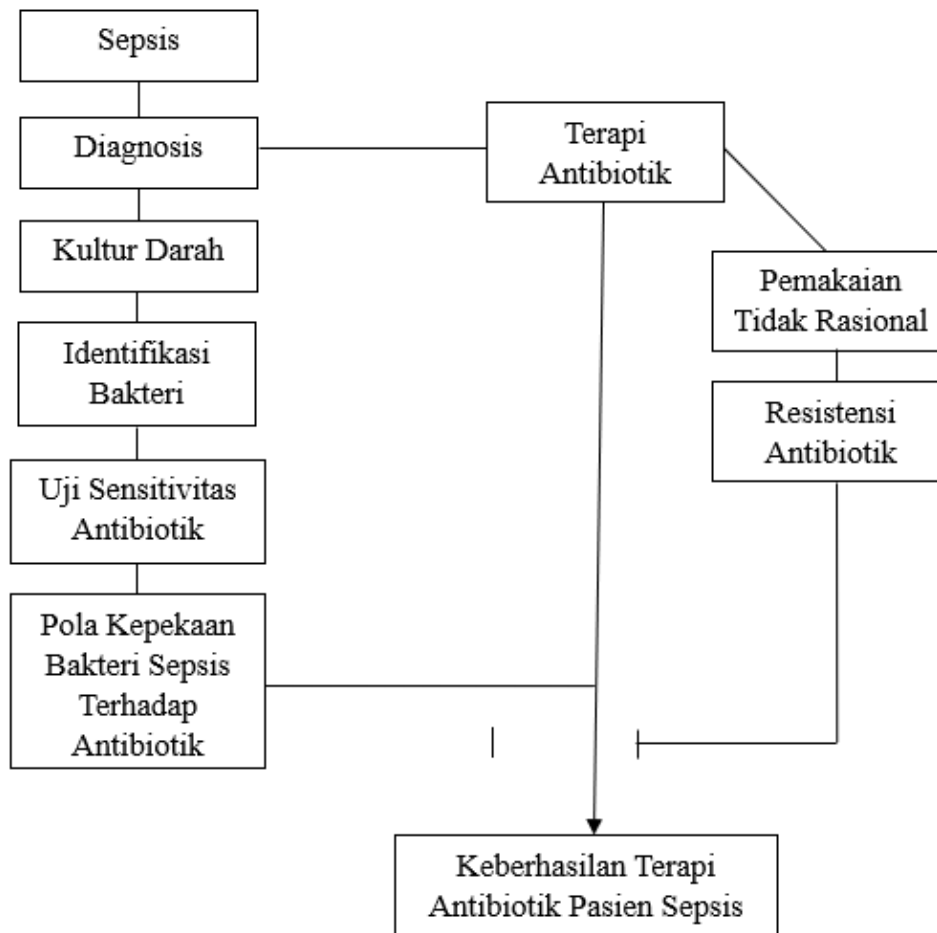 Sepsis
Diagnosis
Terapi
Antibiotik
Kultur Darah
Pemakaian
Tidak Rasional
Identifikasi
Bakteri
Resistensi
Antibiotik
Uji Sensitivitas
Antibiotik
Pola Kepekaan
Bakteri Sepsis
Terhadap
Antibiotik
Keberhasilan Terapi
Antibiotik Pasien Sepsis